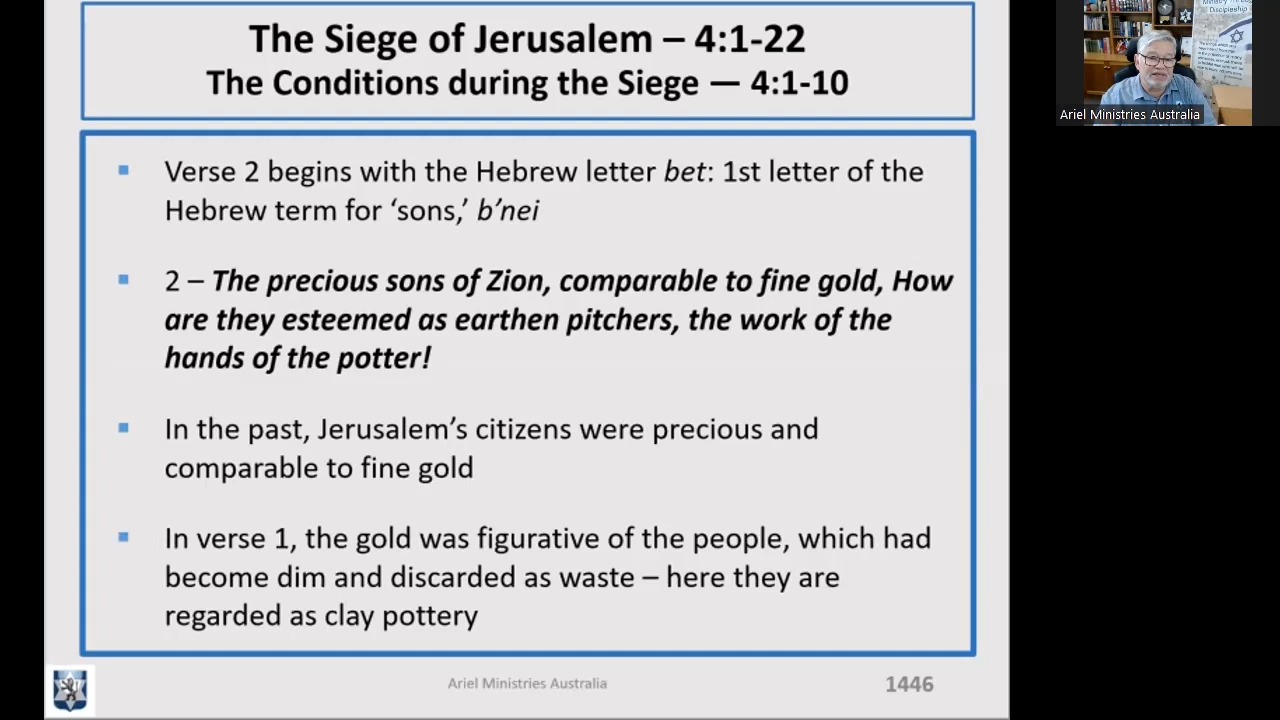 The Siege of Jerusalem – 4:1-22
The Conditions during the Siege — 4:1-10
Verse 2 begins with the Hebrew letter bet: 1st letter of the
Hebrew term for ‘sons,’ b’nei
2 – The precious sons of Zion, comparable to fine gold, How
are they esteemed as earthen pitchers, the work of the
hands of the potter!
In the past, Jerusalem’s citizens were precious and
comparable to fine gold
In verse 1, the gold was figurative of the people, which had
become dim and discarded as waste – here they are
regarded as clay pottery
Ariel Ministries Australia
1446
Discipleship
Ariel Ministries Australia